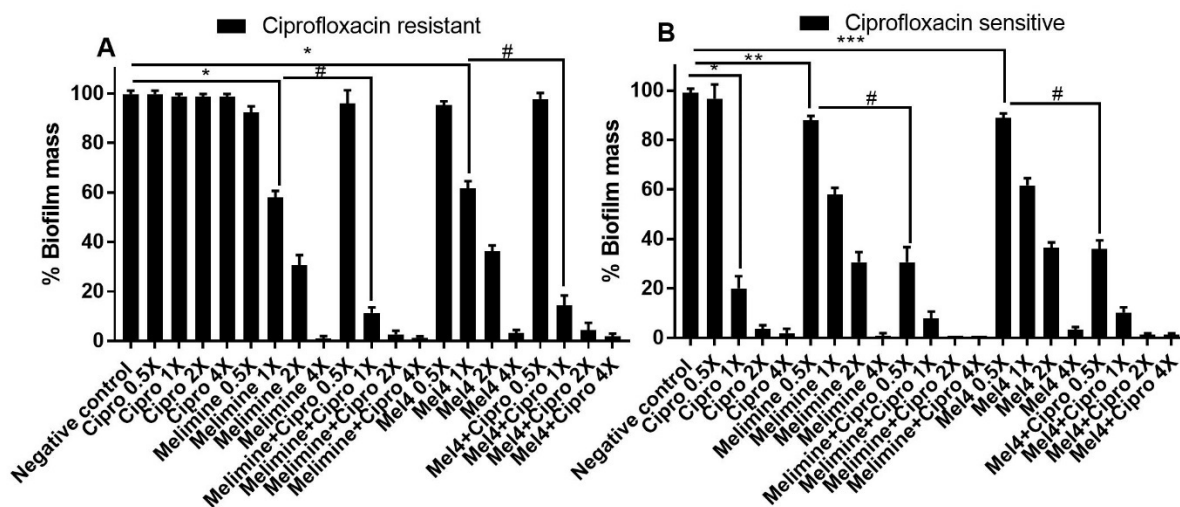 A
Ciprofloxacin resistant
% Biofilm mass
100
80
60
40
20
0
*
*
#
#
Negative control
Cipro 0.5X
Cipro 1X
Cipro 2X
Cipro 4X
Melimine 0.5X
Melimine 1X
Melimine 2X
Melimine 4X
Melimine+Cipro 0.5X
Melimine+Cipro 1X
Melimine+Cipro 2X
Melimine+Cipro 4X
Mel4 0.5X
Mel4 1X
Mel4 2X
Mel4 4X
Mel4+Cipro 0.5X
Mel4+Cipro 1X
Mel4+Cipro 2X
Mel4+Cipro 4X
B
Ciprofloxacin sensitive
% Biofilm mass
100
80
60
40
20
0
***
**
*
#
#
Negative control
Cipro 0.5X
Cipro 1X
Cipro 2X
Cipro 4X
Melimine 0.5X
Melimine 1X
Melimine 2X
Melimine 4X
Melimine+Cipro 0.5X
Melimine+Cipro 1X
Melimine+Cipro 2X
Melimine+Cipro 4X
Mel4 0.5X
Mel4 1X
Mel4 2X
Mel4 4X
Mel4+Cipro 0.5X
Mel4+Cipro 1X
Mel4+Cipro 2X
Mel4+Cipro 4X